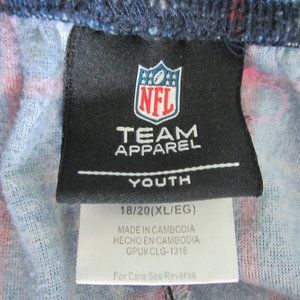 NFL
TEAM
APPAREL
YOUTH
18/20(XL/EG)
MADE IN CAMBODIA
HECHO EN CAMBODIA
GPU# CLG-1316
For Care See Reverse